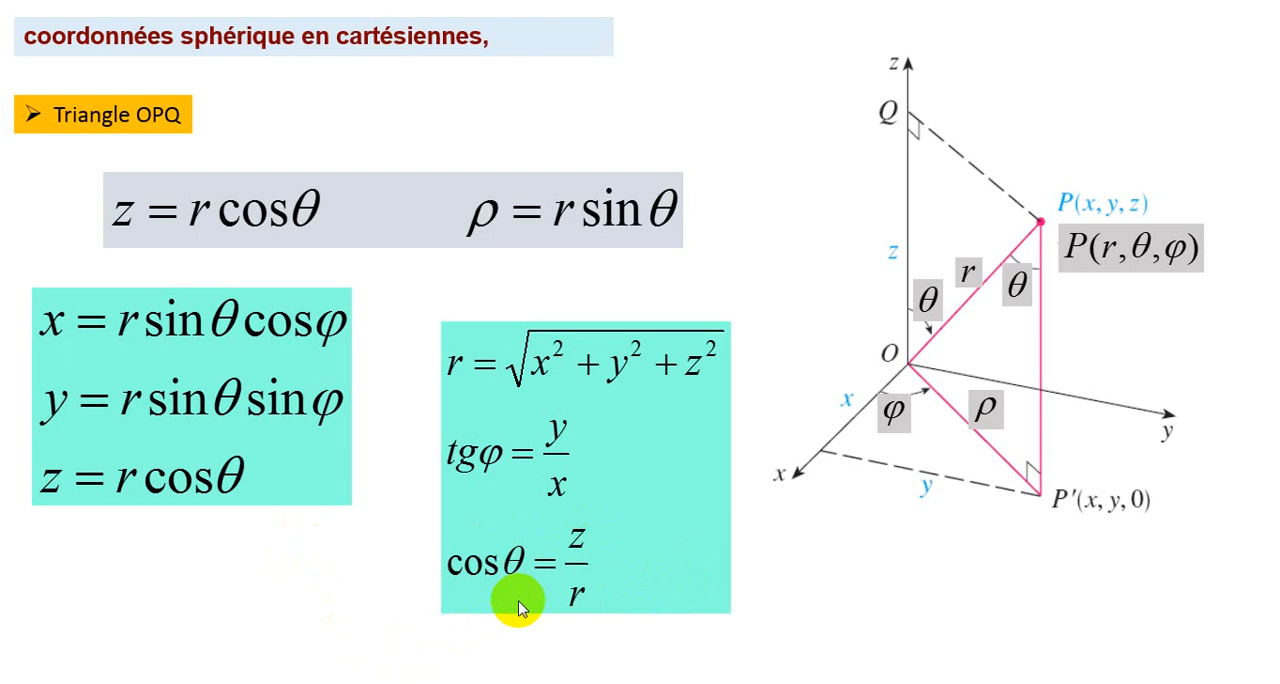 coordonnées sphérique en cartésiennes,
➢ Triangle OPQ
z = r cosθ
ρ = r sinθ
x = r sinθ cosφ
y = r sinθ sinφ
z = r cosθ
r = √(x² + y² + z²)
tgφ = y/x
cosθ = z/r
z
Q
P(x, y, z)
P(r,θ,φ)
z
r
θ
θ
O
x
φ
ρ
y
x
y
P′(x, y, 0)